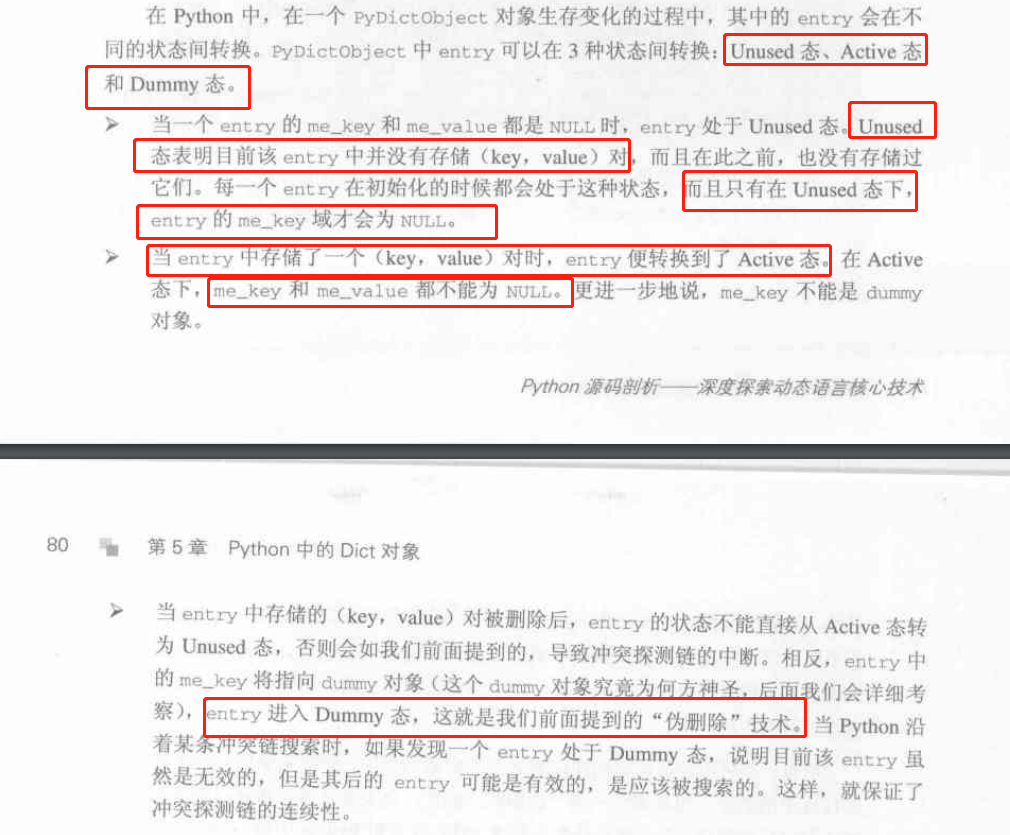 在 Python 中，在一个 PyDictObject 对象生存变化的过程中，其中的 entry 会在不
同的状态间转换。PyDictObject 中 entry 可以在 3 种状态间转换：Unused 态、Active 态
和 Dummy 态。
➢ 当一个 entry 的 me_key 和 me_value 都是 NULL 时，entry 处于 Unused 态。Unused
态表明目前该 entry 中并没有存储（key，value）对，而且在此之前，也没有存储过
它们。每一个 entry 在初始化的时候都会处于这种状态，而且只有在 Unused 态下，
entry 的 me_key 域才会为 NULL。
➢ 当 entry 中存储了一个（key，value）对时，entry 便转换到了 Active 态。在 Active
态下，me_key 和 me_value 都不能为 NULL。更进一步地说，me_key 不能是 dummy
对象。
Python 源码剖析——深度探索动态语言核心技术
80 第 5 章 Python 中的 Dict 对象
➢ 当 entry 中存储的（key，value）对被删除后，entry 的状态不能直接从 Active 态转
为 Unused 态，否则会如我们前面提到的，导致冲突探测链的中断。相反，entry 中
的 me_key 将指向 dummy 对象（这个 dummy 对象究竟为何方神圣，后面我们会详细考
察），entry 进入 Dummy 态，这就是我们前面提到的“伪删除”技术。当 Python 沿
着某条冲突链搜索时，如果发现一个 entry 处于 Dummy 态，说明目前该 entry 虽
然是无效的，但是其后的 entry 可能是有效的，是应该被搜索的。这样，就保证了
冲突探测链的连续性。